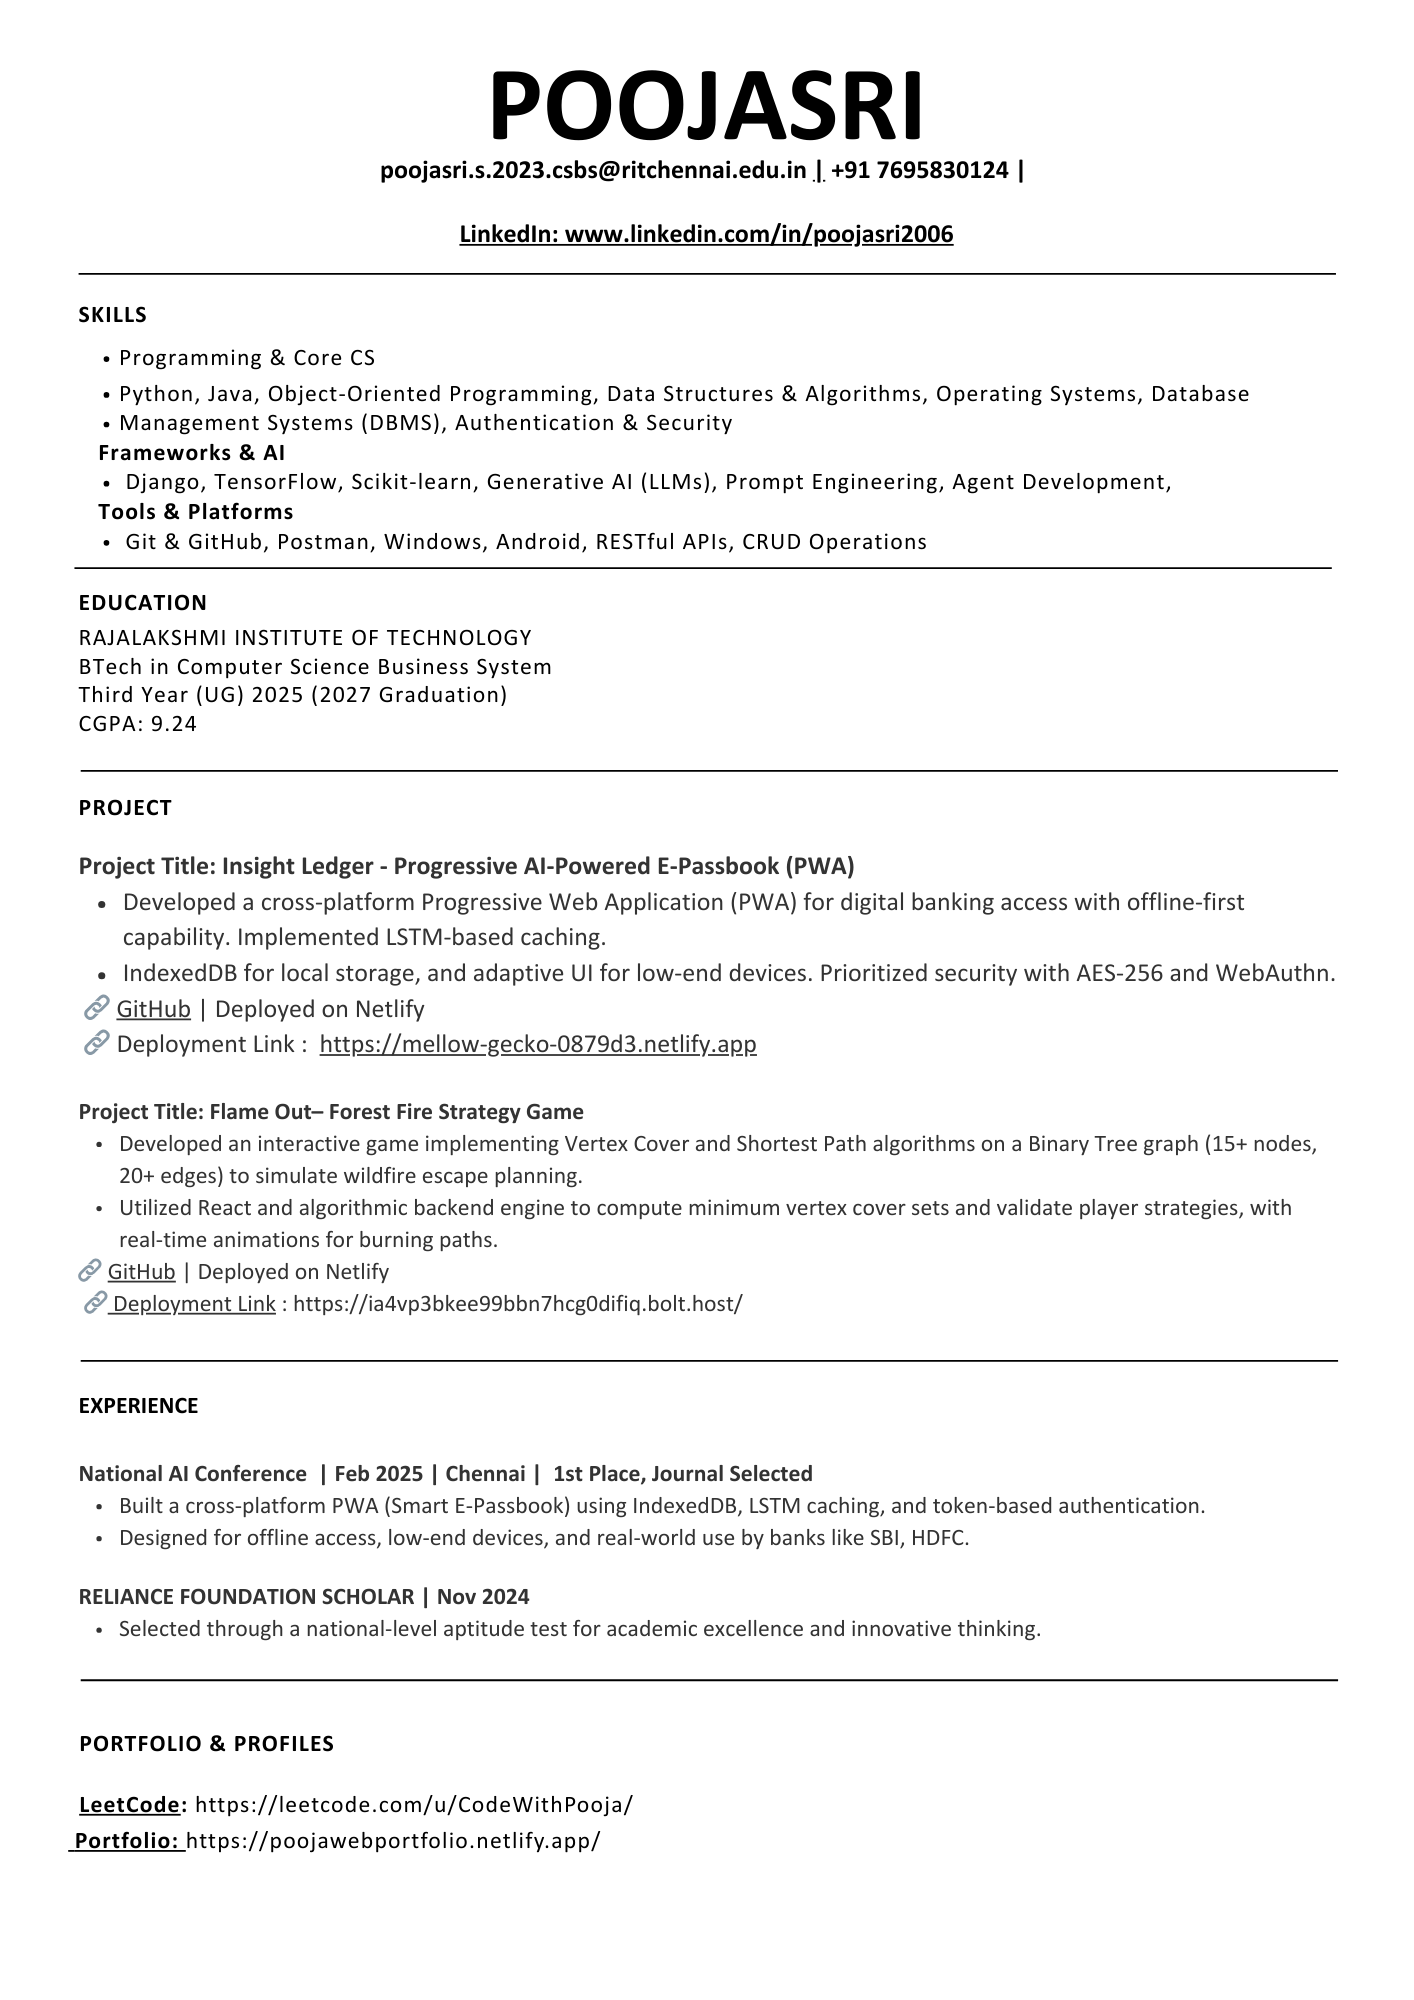 POOJASRI
poojasri.s.2023.csbs@ritchennai.edu.in | +91 7695830124 |
LinkedIn: www.linkedin.com/in/poojasri2006
SKILLS
• Programming & Core CS
• Python, Java, Object-Oriented Programming, Data Structures & Algorithms, Operating Systems, Database
• Management Systems (DBMS), Authentication & Security
Frameworks & AI
• Django, TensorFlow, Scikit-learn, Generative AI (LLMs), Prompt Engineering, Agent Development,
Tools & Platforms
• Git & GitHub, Postman, Windows, Android, RESTful APIs, CRUD Operations
EDUCATION
RAJALAKSHMI INSTITUTE OF TECHNOLOGY
BTech in Computer Science Business System
Third Year (UG) 2025 (2027 Graduation)
CGPA: 9.24
PROJECT
Project Title: Insight Ledger - Progressive AI-Powered E-Passbook (PWA)
• Developed a cross-platform Progressive Web Application (PWA) for digital banking access with offline-first
capability. Implemented LSTM-based caching.
• IndexedDB for local storage, and adaptive UI for low-end devices. Prioritized security with AES-256 and WebAuthn.
🔗 GitHub | Deployed on Netlify
🔗 Deployment Link : https://mellow-gecko-0879d3.netlify.app
Project Title: Flame Out– Forest Fire Strategy Game
• Developed an interactive game implementing Vertex Cover and Shortest Path algorithms on a Binary Tree graph (15+ nodes,
20+ edges) to simulate wildfire escape planning.
• Utilized React and algorithmic backend engine to compute minimum vertex cover sets and validate player strategies, with
real-time animations for burning paths.
🔗 GitHub | Deployed on Netlify
🔗 Deployment Link : https://ia4vp3bkee99bbn7hcg0difiq.bolt.host/
EXPERIENCE
National AI Conference | Feb 2025 | Chennai | 1st Place, Journal Selected
• Built a cross-platform PWA (Smart E-Passbook) using IndexedDB, LSTM caching, and token-based authentication.
• Designed for offline access, low-end devices, and real-world use by banks like SBI, HDFC.
RELIANCE FOUNDATION SCHOLAR | Nov 2024
• Selected through a national-level aptitude test for academic excellence and innovative thinking.
PORTFOLIO & PROFILES
LeetCode: https://leetcode.com/u/CodeWithPooja/
Portfolio: https://poojawebportfolio.netlify.app/